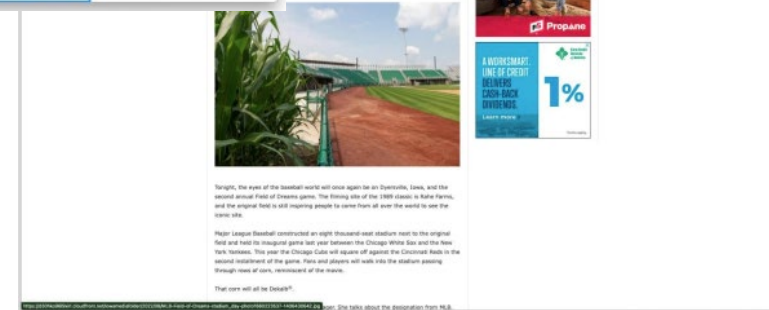 Propane
A WORKSMART.
LINE OF CREDIT
DELIVERS
CASH-BACK
DIVIDENDS.
Learn more
1%
Tonight, the eyes of the baseball world will once again be on Dyersville, Iowa, and the
second annual Field of Dreams game. The filming site of the 1989 classic is Rahe Farms,
and the original field is still inspiring people to come from all over the world to see the
iconic site.
Major League Baseball constructed an eight thousand-seat stadium next to the original
field and held its inaugural game last year between the Chicago White Sox and the New
York Yankees. This year the Chicago Cubs will square off against the Cincinnati Reds in the
second installment of the game. Fans and players will walk into the stadium passing
through rows of corn, reminiscent of the movie.
That corn will all be Dekalb®.
She talks about the designation from MLB.